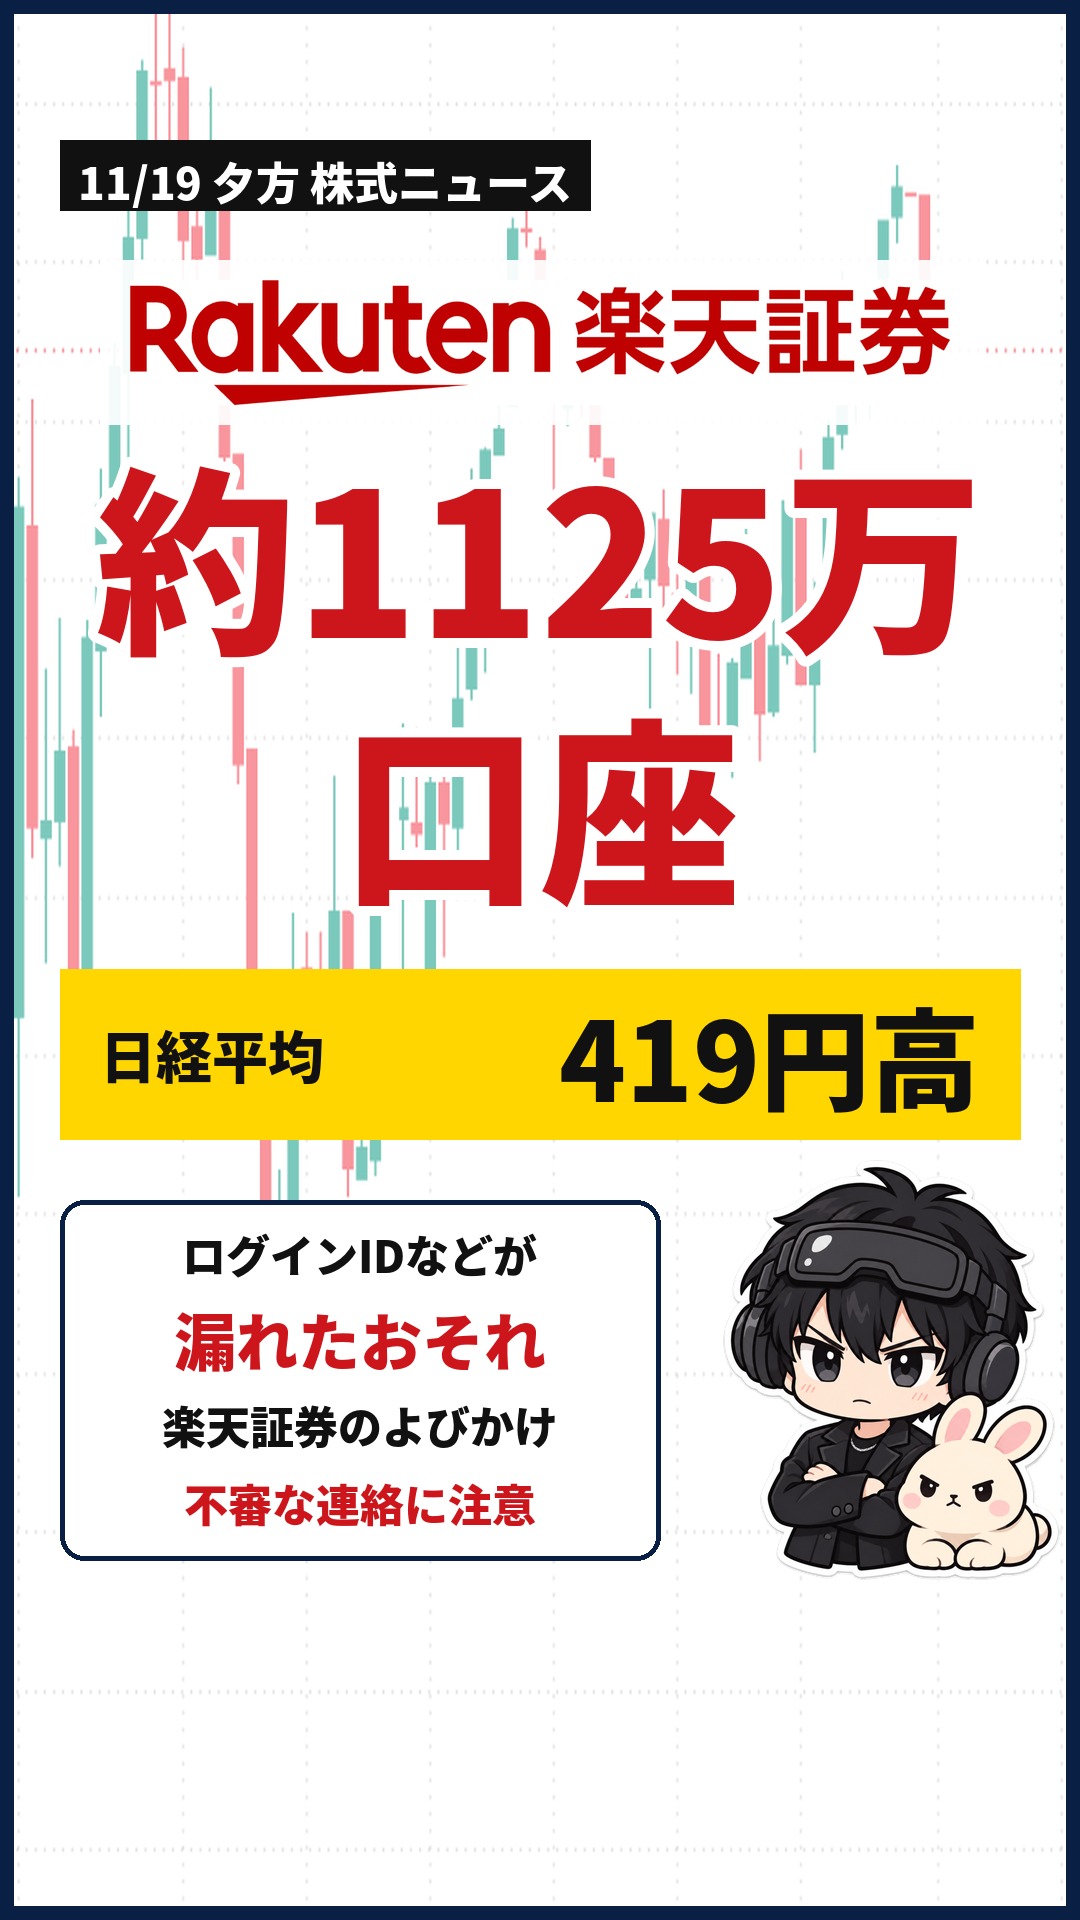 11/19 夕方 株式ニュース
Rakuten 楽天証券
約1125万
口座
日経平均 419円高
ログインIDなどが
漏れたおそれ
楽天証券のよびかけ
不審な連絡に注意